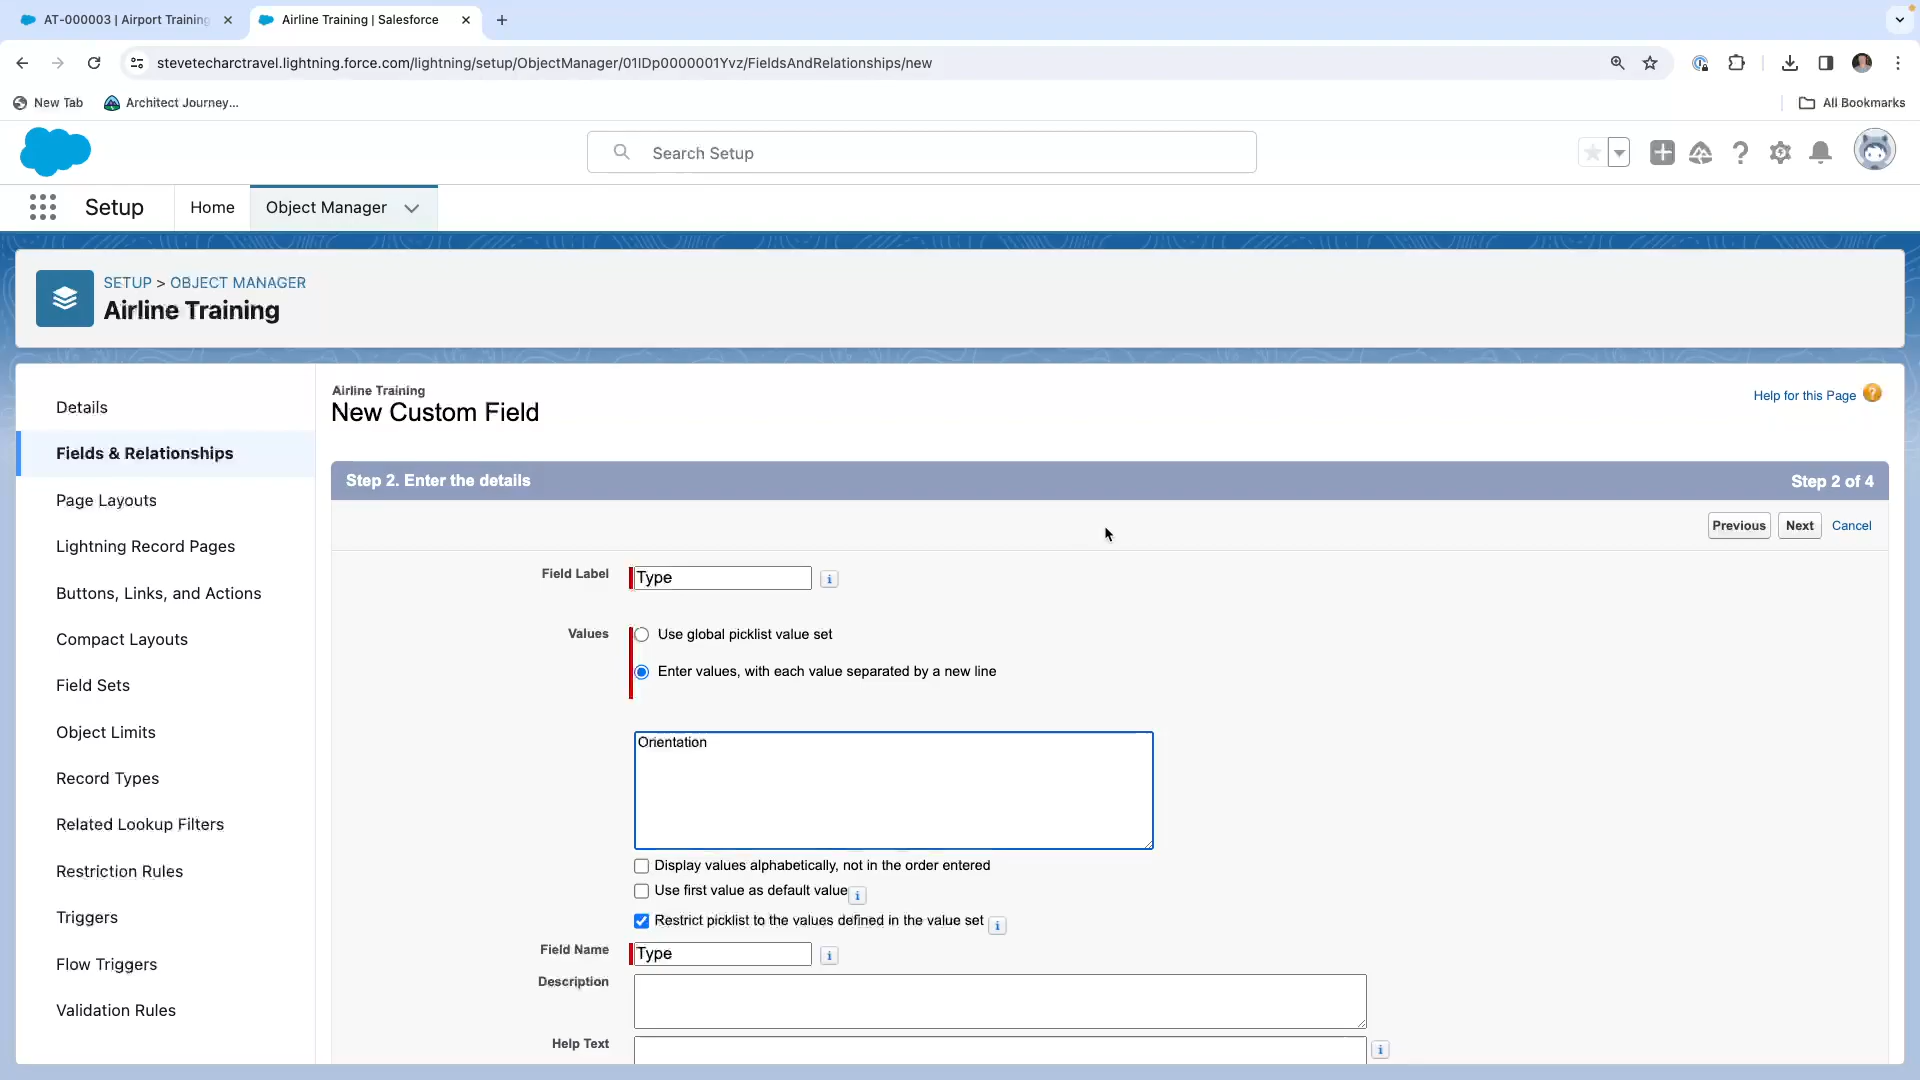 AT-000003 | Airport Training
Airline Training | Salesforce
stevetecharctravel.lightning.force.com/lightning/setup/ObjectManager/01IDp0000001Yvz/FieldsAndRelationships/new
New Tab
Architect Journey...
All Bookmarks
Search Setup
Setup
Home
Object Manager
SETUP > OBJECT MANAGER
Airline Training
Details
Fields & Relationships
Page Layouts
Lightning Record Pages
Buttons, Links, and Actions
Compact Layouts
Field Sets
Object Limits
Record Types
Related Lookup Filters
Restriction Rules
Triggers
Flow Triggers
Validation Rules
Airline Training
New Custom Field
Help for this Page
Step 2. Enter the details
Step 2 of 4
Previous
Next
Cancel
Field Label
Type
Values
Use global picklist value set
Enter values, with each value separated by a new line
Orientation
Display values alphabetically, not in the order entered
Use first value as default value
Restrict picklist to the values defined in the value set
Field Name
Type
Description
Help Text